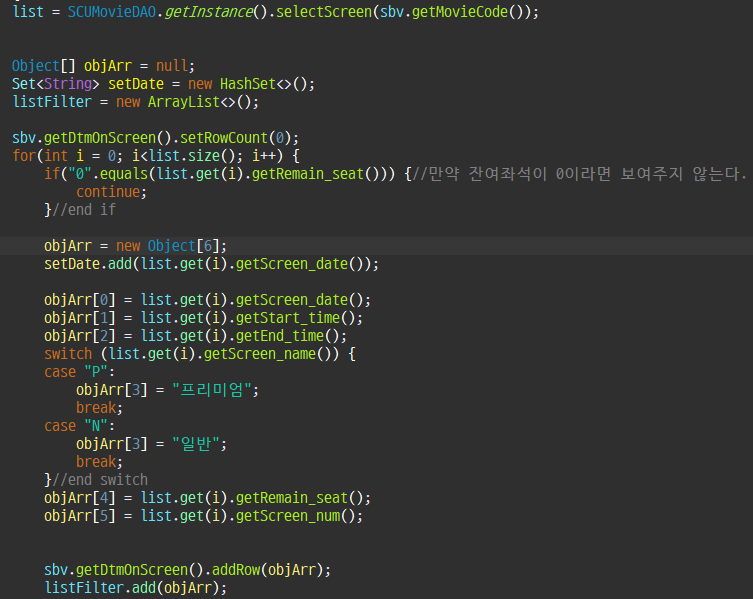 list = SCUMovieDAO.getInstance().selectScreen(sbv.getMovieCode());
Object[] objArr = null;
Set<String> setDate = new HashSet<>();
listFilter = new ArrayList<>();
sbv.getDtmOnScreen().setRowCount(0);
for(int i = 0; i<list.size(); i++) {
if("0".equals(list.get(i).getRemain_seat())) {//만약 잔여좌석이 0이라면 보여주지 않는다.
continue;
}//end if
objArr = new Object[6];
setDate.add(list.get(i).getScreen_date());
objArr[0] = list.get(i).getScreen_date();
objArr[1] = list.get(i).getStart_time();
objArr[2] = list.get(i).getEnd_time();
switch (list.get(i).getScreen_name()) {
case "P":
objArr[3] = "프리미엄";
break;
case "N":
objArr[3] = "일반";
break;
}//end switch
objArr[4] = list.get(i).getRemain_seat();
objArr[5] = list.get(i).getScreen_num();
sbv.getDtmOnScreen().addRow(objArr);
listFilter.add(objArr);